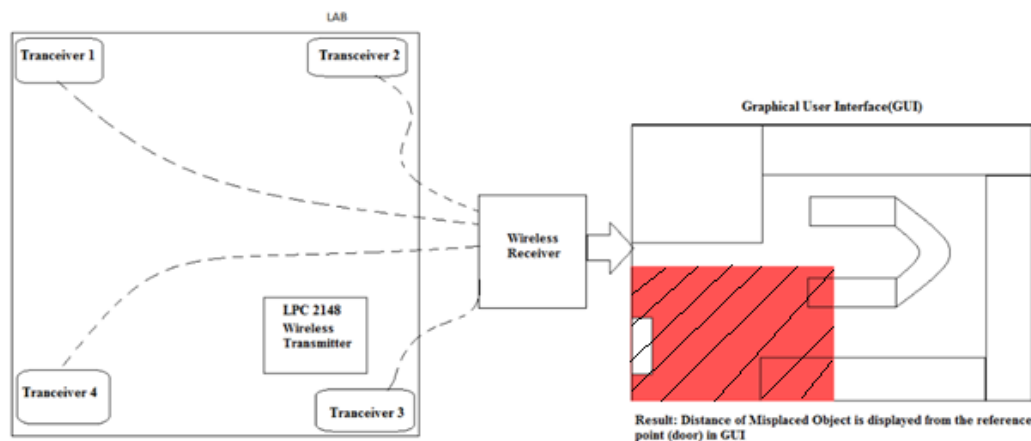 LAB
Tranceiver 1
Transceiver 2
Graphical User Interface(GUI)
Wireless
Receiver
LPC 2148
Wireless
Transmitter
Tranceiver 4
Tranceiver 3
Result: Distance of Misplaced Object is displayed from the reference
point (door) in GUI